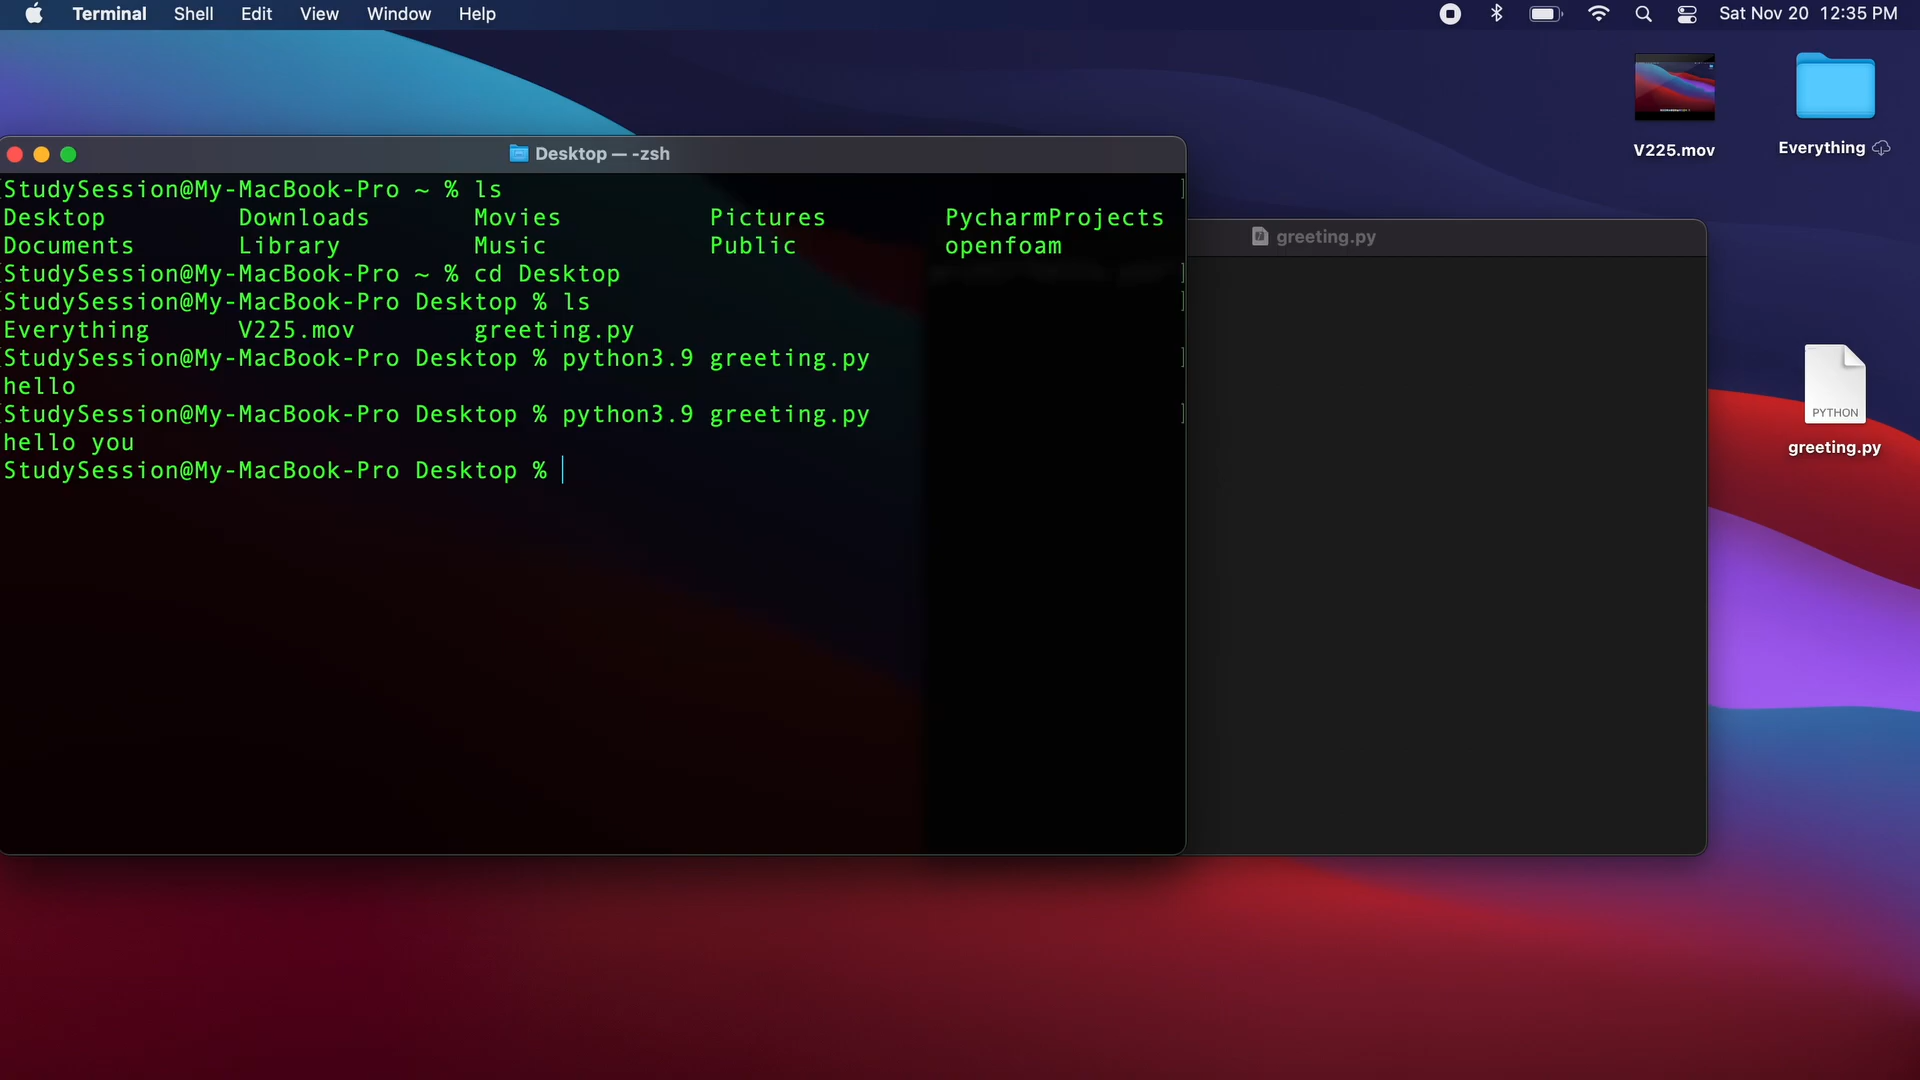 Terminal Shell Edit View Window Help Sat Nov 20 12:35 PM
V225.mov
Everything
Desktop — -zsh
StudySession@My-MacBook-Pro ~ % ls
Desktop Downloads Movies Pictures PycharmProjects
Documents Library Music Public openfoam
StudySession@My-MacBook-Pro ~ % cd Desktop
StudySession@My-MacBook-Pro Desktop % ls
Everything V225.mov greeting.py
StudySession@My-MacBook-Pro Desktop % python3.9 greeting.py
hello
StudySession@My-MacBook-Pro Desktop % python3.9 greeting.py
hello you
StudySession@My-MacBook-Pro Desktop %
greeting.py
PYTHON
greeting.py